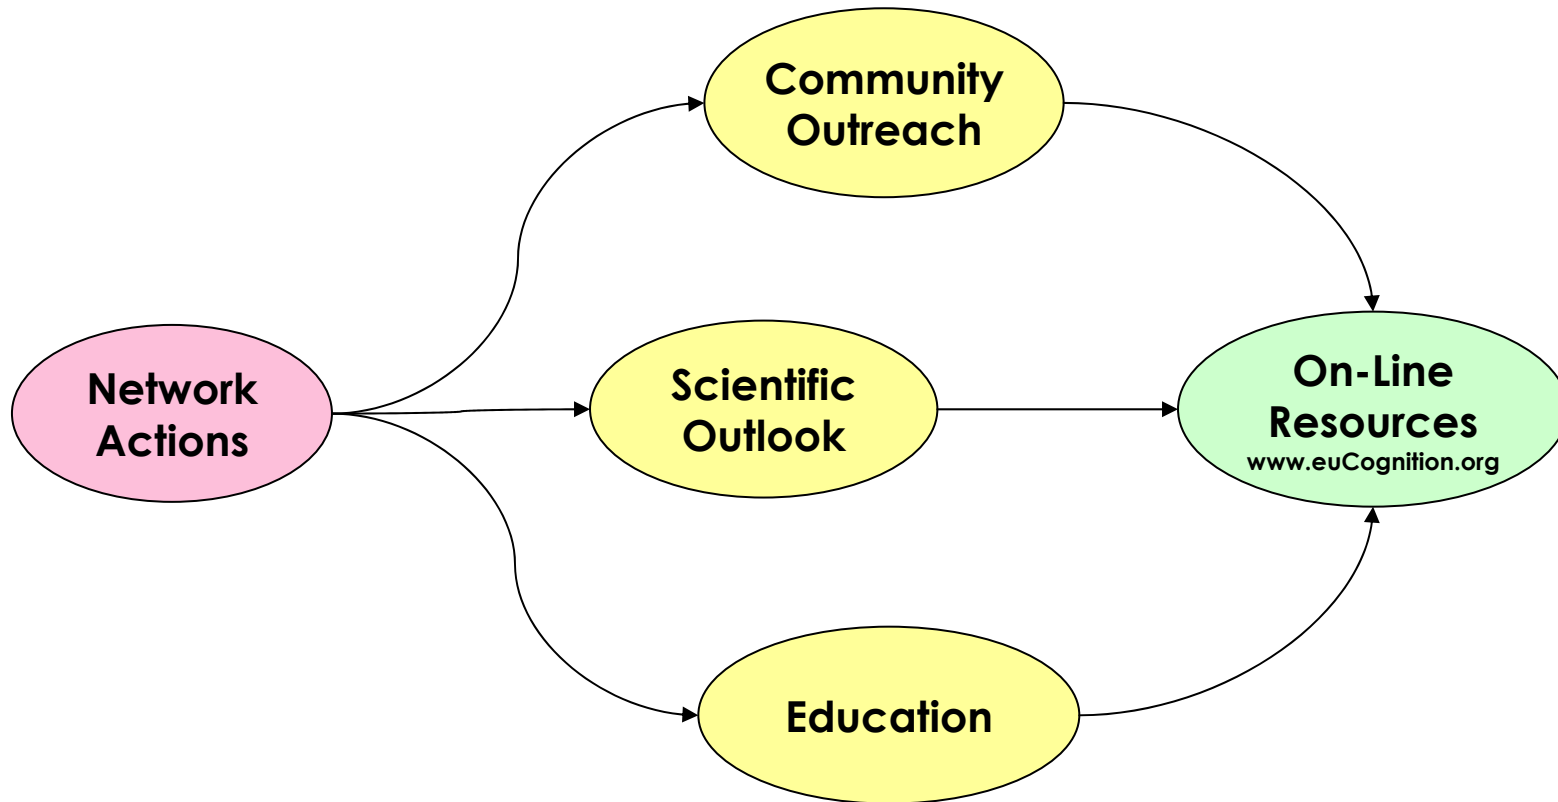 Community
Outreach
Network
Actions
Scientific
Outlook
On-Line
Resources
www.euCognition.org
Education